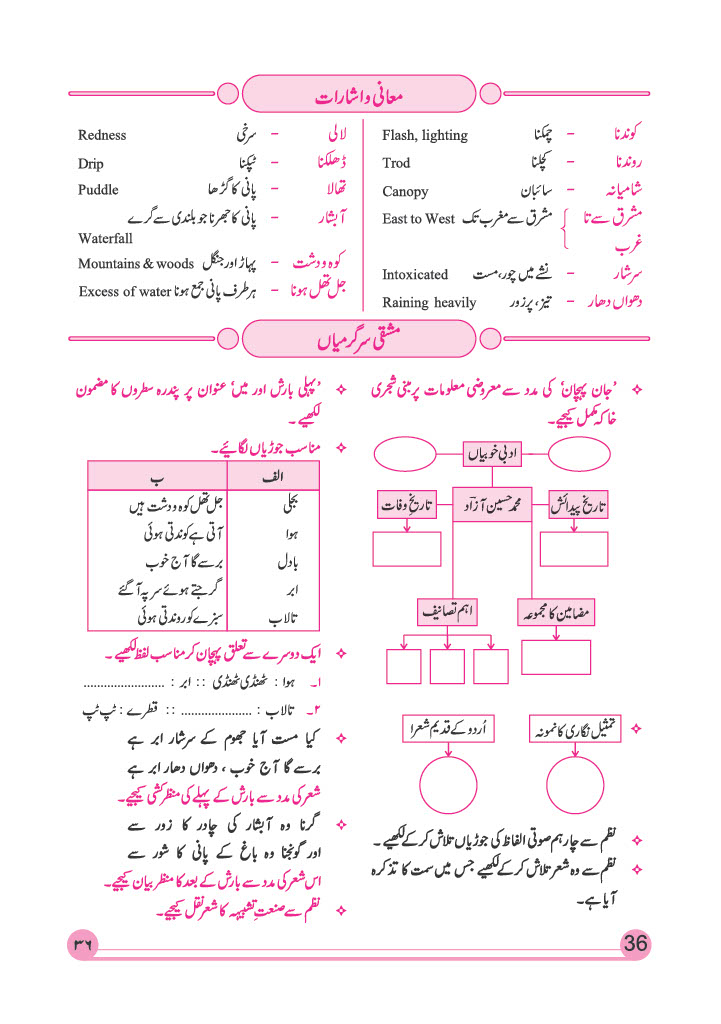 معانی و اشارات
کوندنا – چمکنا Flash, lighting
روندنا – کچلنا Trod
شامیانہ – سائبان Canopy
مشرق سے تا – مشرق سے مغرب تک East to West
غرب
سرشار – نشے میں چور، مست Intoxicated
دھواں دھار – تیز، پرزور Raining heavily
لالی – سرخی Redness
ڈھلکنا – ٹپکنا Drip
تھالا – پانی کا گڑھا Puddle
آبشار – پانی کا جھرنا جو بلندی سے گرے
Waterfall
کوہ و دشت – پہاڑ اور جنگل Mountains & woods
جل تھل ہونا – ہر طرف پانی جمع ہونا Excess of water
مشقی سرگرمیاں
❖ ’جان پہچان‘ کی مدد سے معروضی معلومات پر مبنی شجری
خاکہ مکمل کیجیے۔
ادبی خوبیاں
تاریخ پیدائش محمد حسین آزاد تاریخ وفات
مضامین کا مجموعہ اہم تصانیف
❖ تمثیل نگاری کا نمونہ اُردو کے قدیم شعرا
❖ نظم سے چار ہم صوتی الفاظ کی جوڑیاں تلاش کرکے لکھیے۔
❖ نظم سے وہ شعر تلاش کرکے لکھیے جس میں سمت کا تذکرہ
آیا ہے۔
❖ ’پہلی بارش اور میں‘ عنوان پر پندرہ سطروں کا مضمون
لکھیے۔
❖ مناسب جوڑیاں لگائیے۔
الف ب
بجلی جل تھل کوہ و دشت ہیں
ہوا آتی ہے کوندتی ہوئی
بادل برسے گا آج خوب
ابر گرجتے ہوئے سر پہ آ گئے
تالاب سبزے کو روندتی ہوئی
❖ ایک دوسرے سے تعلق پہچان کر مناسب لفظ لکھیے۔
۱۔ ہوا : ٹھنڈی ٹھنڈی :: ابر : ........................
۲۔ تالاب : ..................... :: قطرے : ٹپ ٹپ
❖ کیا مست آیا جھوم کے سرشار ابر ہے
برسے گا آج خوب ، دھواں دھار ابر ہے
شعر کی مدد سے بارش کے پہلے کی منظر کشی کیجیے۔
❖ گرنا وہ آبشار کی چادر کا زور سے
اور گونجنا وہ باغ کے پانی کا شور سے
اس شعر کی مدد سے بارش کے بعد کا منظر بیان کیجیے۔
❖ نظم سے صنعتِ تشبیہہ کا شعر نقل کیجیے۔
۳۶ 36